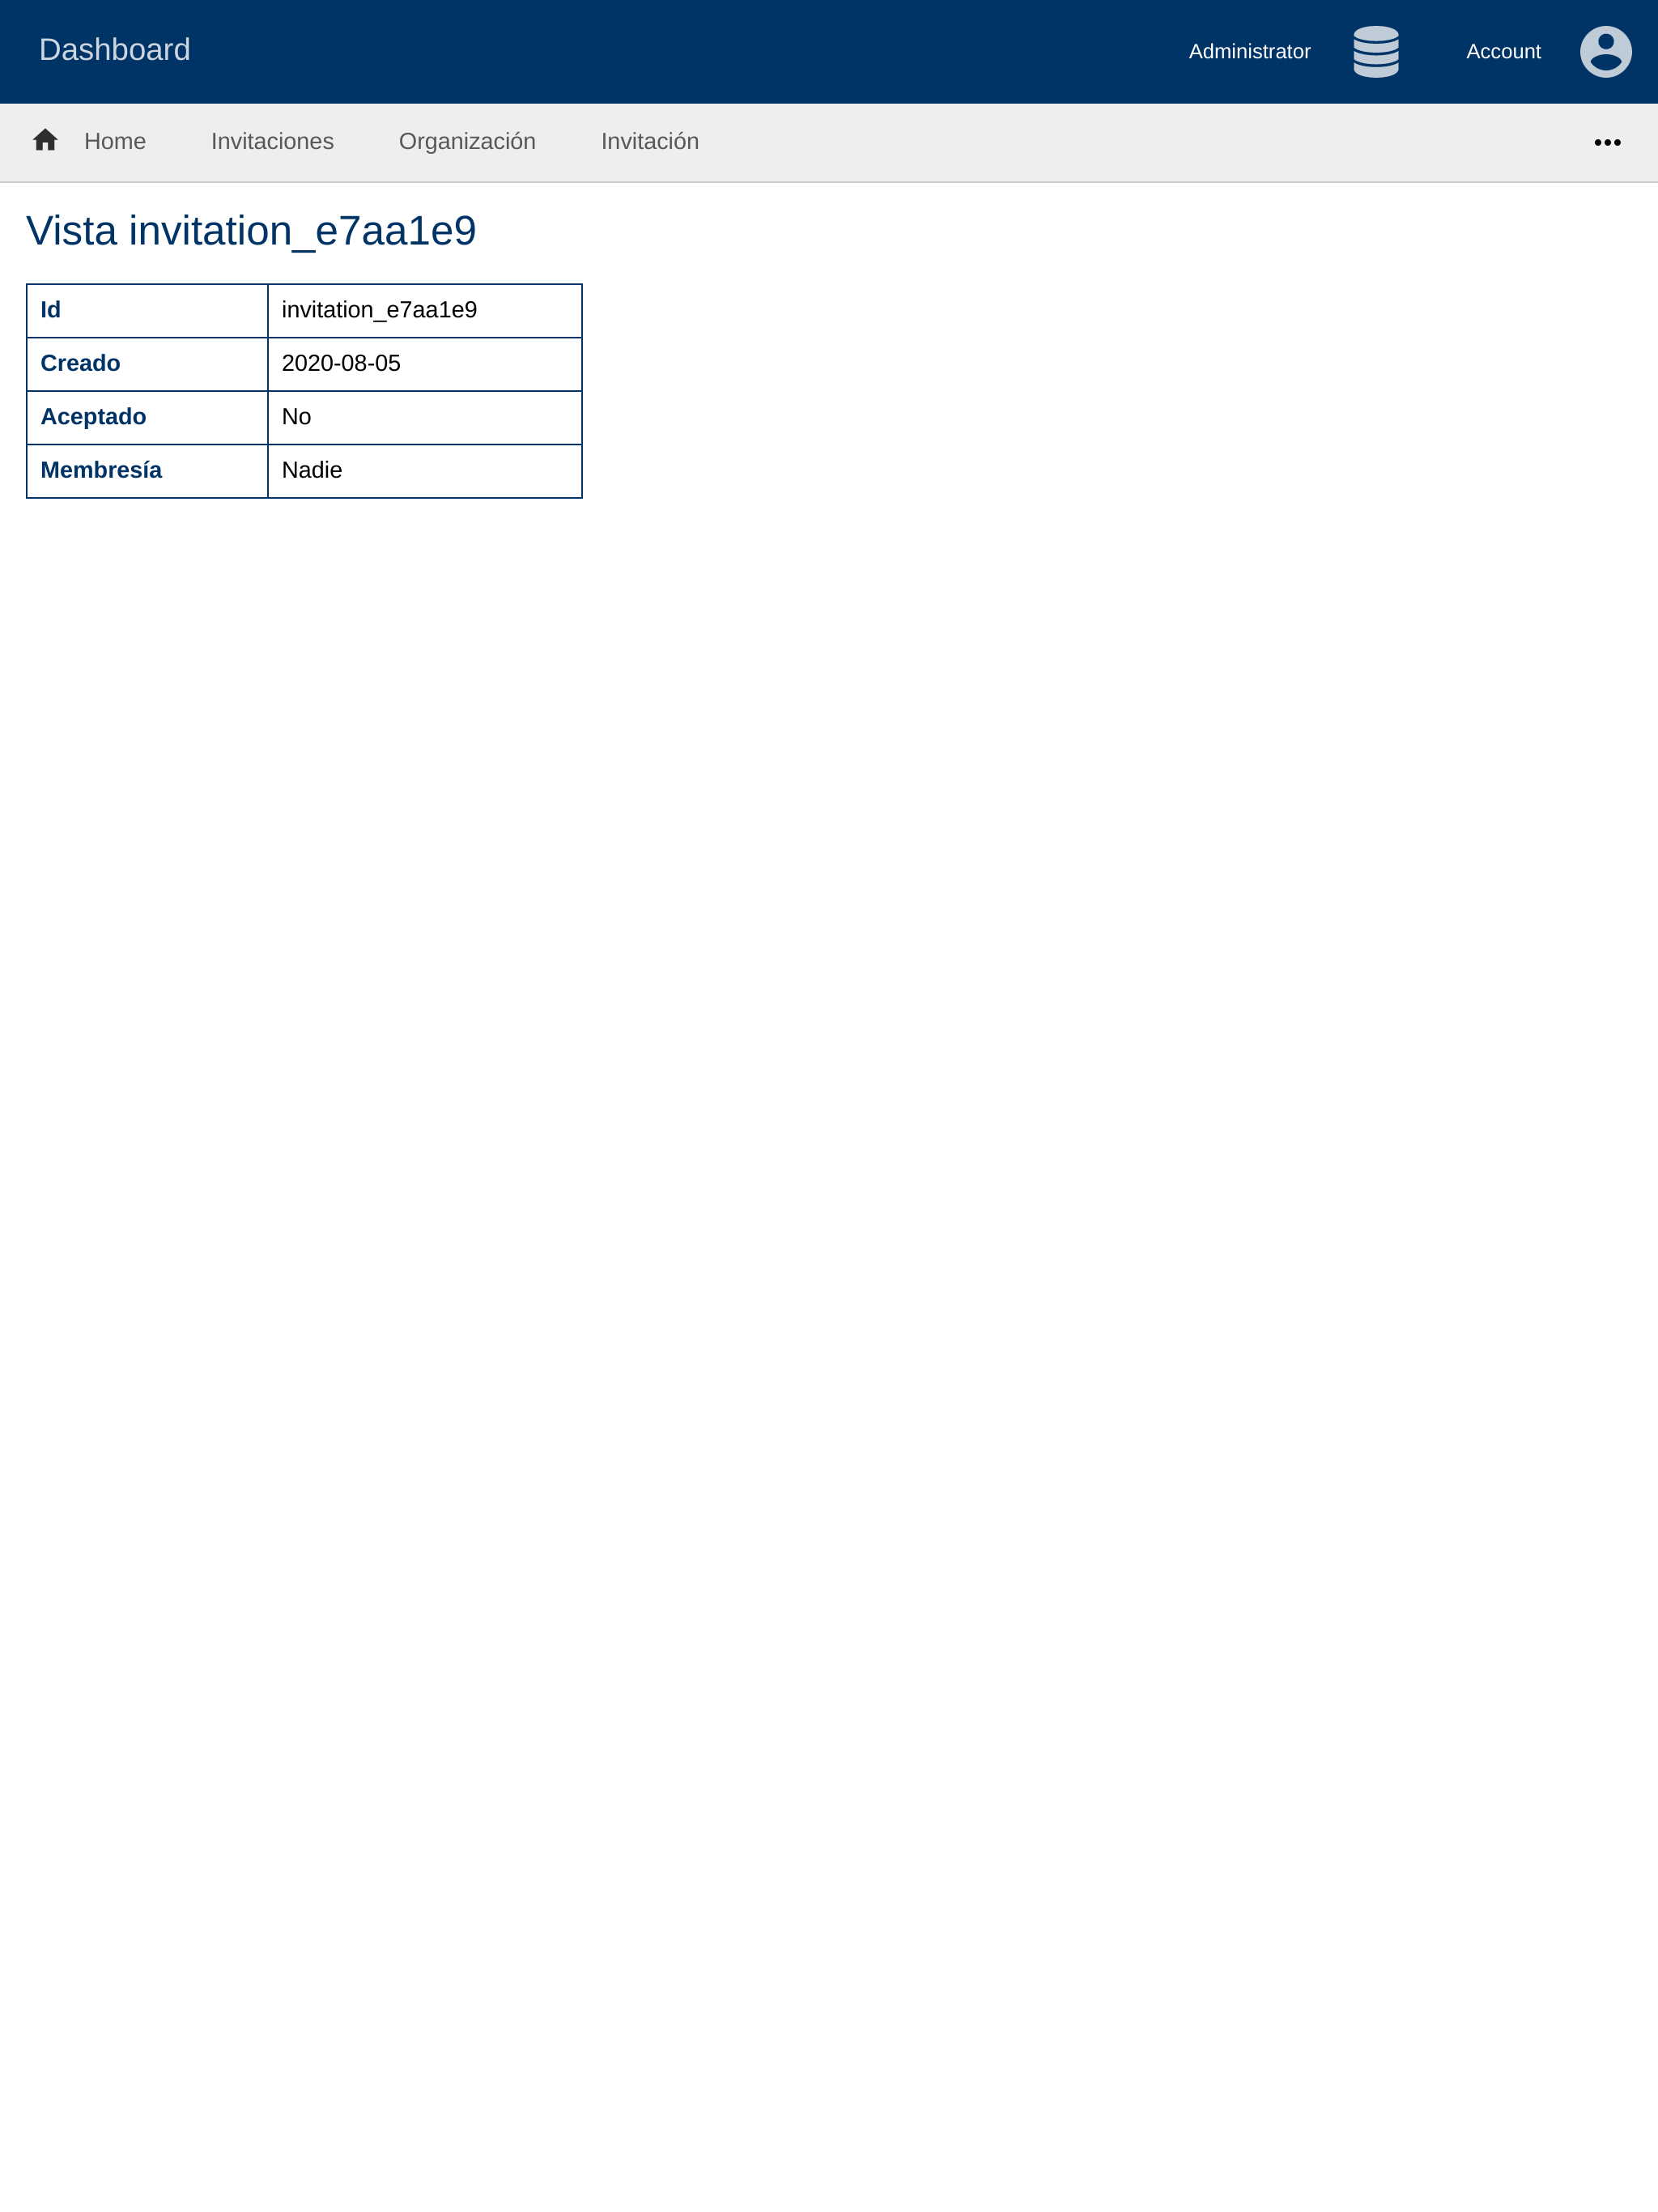 Dashboard
Administrator
Account
Home
Invitaciones
Organización
Invitación
Vista invitation_e7aa1e9
Id invitation_e7aa1e9
Creado 2020-08-05
Aceptado No
Membresía Nadie